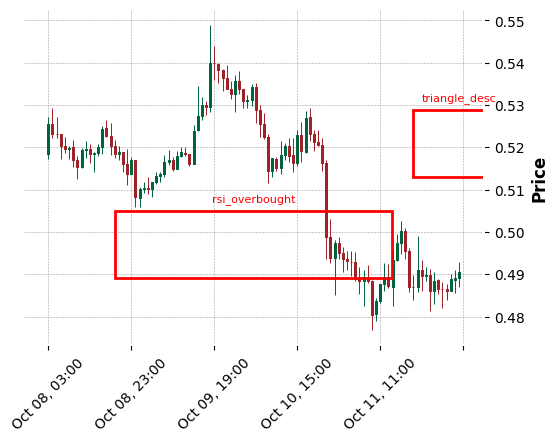 0.55
0.54
triangle_desc
0.53
0.52
0.51
rsi_overbought
0.50
0.49
0.48
Price
Oct 08, 03:00
Oct 08, 23:00
Oct 09, 19:00
Oct 10, 15:00
Oct 11, 11:00